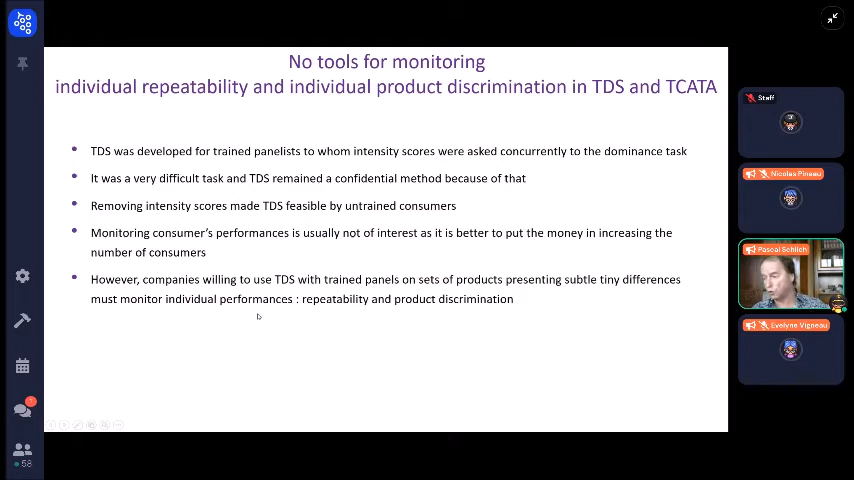 No tools for monitoring
individual repeatability and individual product discrimination in TDS and TCATA
• TDS was developed for trained panelists to whom intensity scores were asked concurrently to the dominance task
• It was a very difficult task and TDS remained a confidential method because of that
• Removing intensity scores made TDS feasible by untrained consumers
• Monitoring consumer's performances is usually not of interest as it is better to put the money in increasing the
number of consumers
• However, companies willing to use TDS with trained panels on sets of products presenting subtle tiny differences
must monitor individual performances : repeatability and product discrimination
Staff
Nicolas Pineau
Pascal Schlich
Evelyne Vigneau
1
58